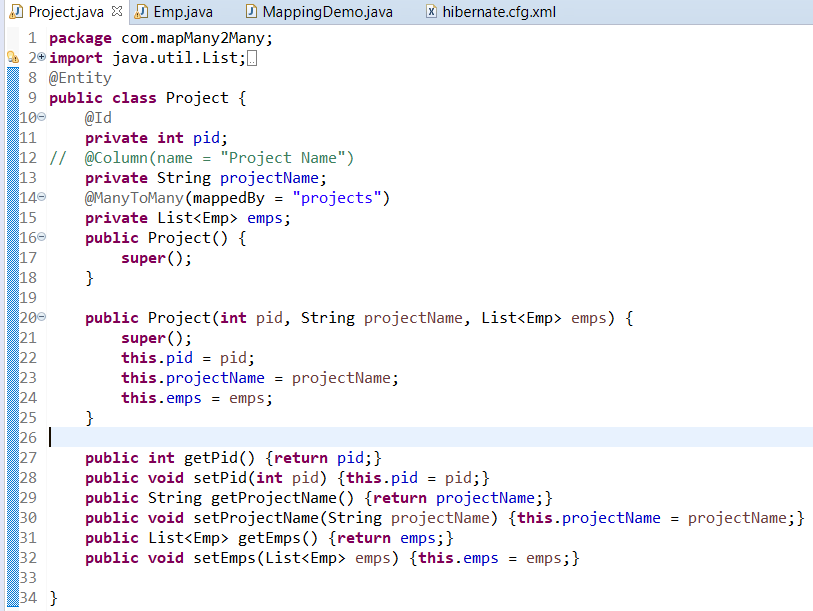 Project.java Emp.java MappingDemo.java hibernate.cfg.xml
1 package com.mapMany2Many;
2 import java.util.List;
8 @Entity
9 public class Project {
10 @Id
11 private int pid;
12 // @Column(name = "Project Name")
13 private String projectName;
14 @ManyToMany(mappedBy = "projects")
15 private List<Emp> emps;
16 public Project() {
17 super();
18 }
19
20 public Project(int pid, String projectName, List<Emp> emps) {
21 super();
22 this.pid = pid;
23 this.projectName = projectName;
24 this.emps = emps;
25 }
26
27 public int getPid() {return pid;}
28 public void setPid(int pid) {this.pid = pid;}
29 public String getProjectName() {return projectName;}
30 public void setProjectName(String projectName) {this.projectName = projectName;}
31 public List<Emp> getEmps() {return emps;}
32 public void setEmps(List<Emp> emps) {this.emps = emps;}
33
34 }